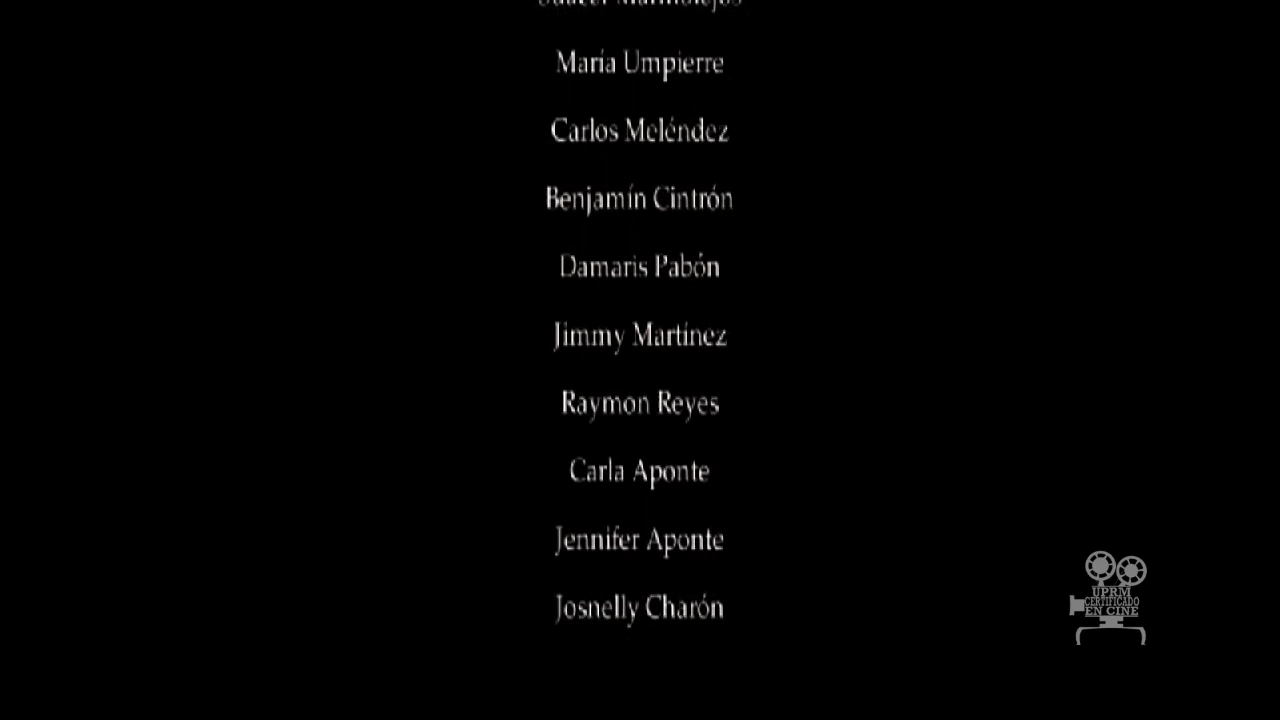 María Umpierre
Carlos Meléndez
Benjamín Cintrón
Damaris Pabón
Jimmy Martínez
Raymon Reyes
Carla Aponte
Jennifer Aponte
Josnelly Charón
UPRM
CERTIFICADO
EN CINE